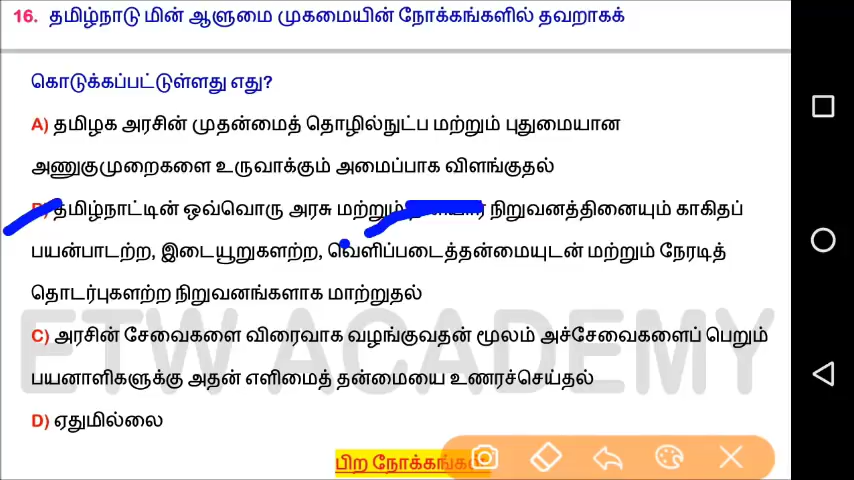 16. தமிழ்நாடு மின் ஆளுமை முகமையின் நோக்கங்களில் தவறாகக்
கொடுக்கப்பட்டுள்ளது எது?
A) தமிழக அரசின் முதன்மைத் தொழில்நுட்ப மற்றும் புதுமையான
அணுகுமுறைகளை உருவாக்கும் அமைப்பாக விளங்குதல்
B) தமிழ்நாட்டின் ஒவ்வொரு அரசு மற்றும் நிறுவனத்தினையும் காகிதப்
பயன்பாடற்ற, இடையூறுகளற்ற, வெளிப்படைத்தன்மையுடன் மற்றும் நேரடித்
தொடர்புகளற்ற நிறுவனங்களாக மாற்றுதல்
C) அரசின் சேவைகளை விரைவாக வழங்குவதன் மூலம் அச்சேவைகளைப் பெறும்
பயனாளிகளுக்கு அதன் எளிமைத் தன்மையை உணரச்செய்தல்
D) ஏதுமில்லை
பிற நோக்கங்கள்
ETW ACADEMY